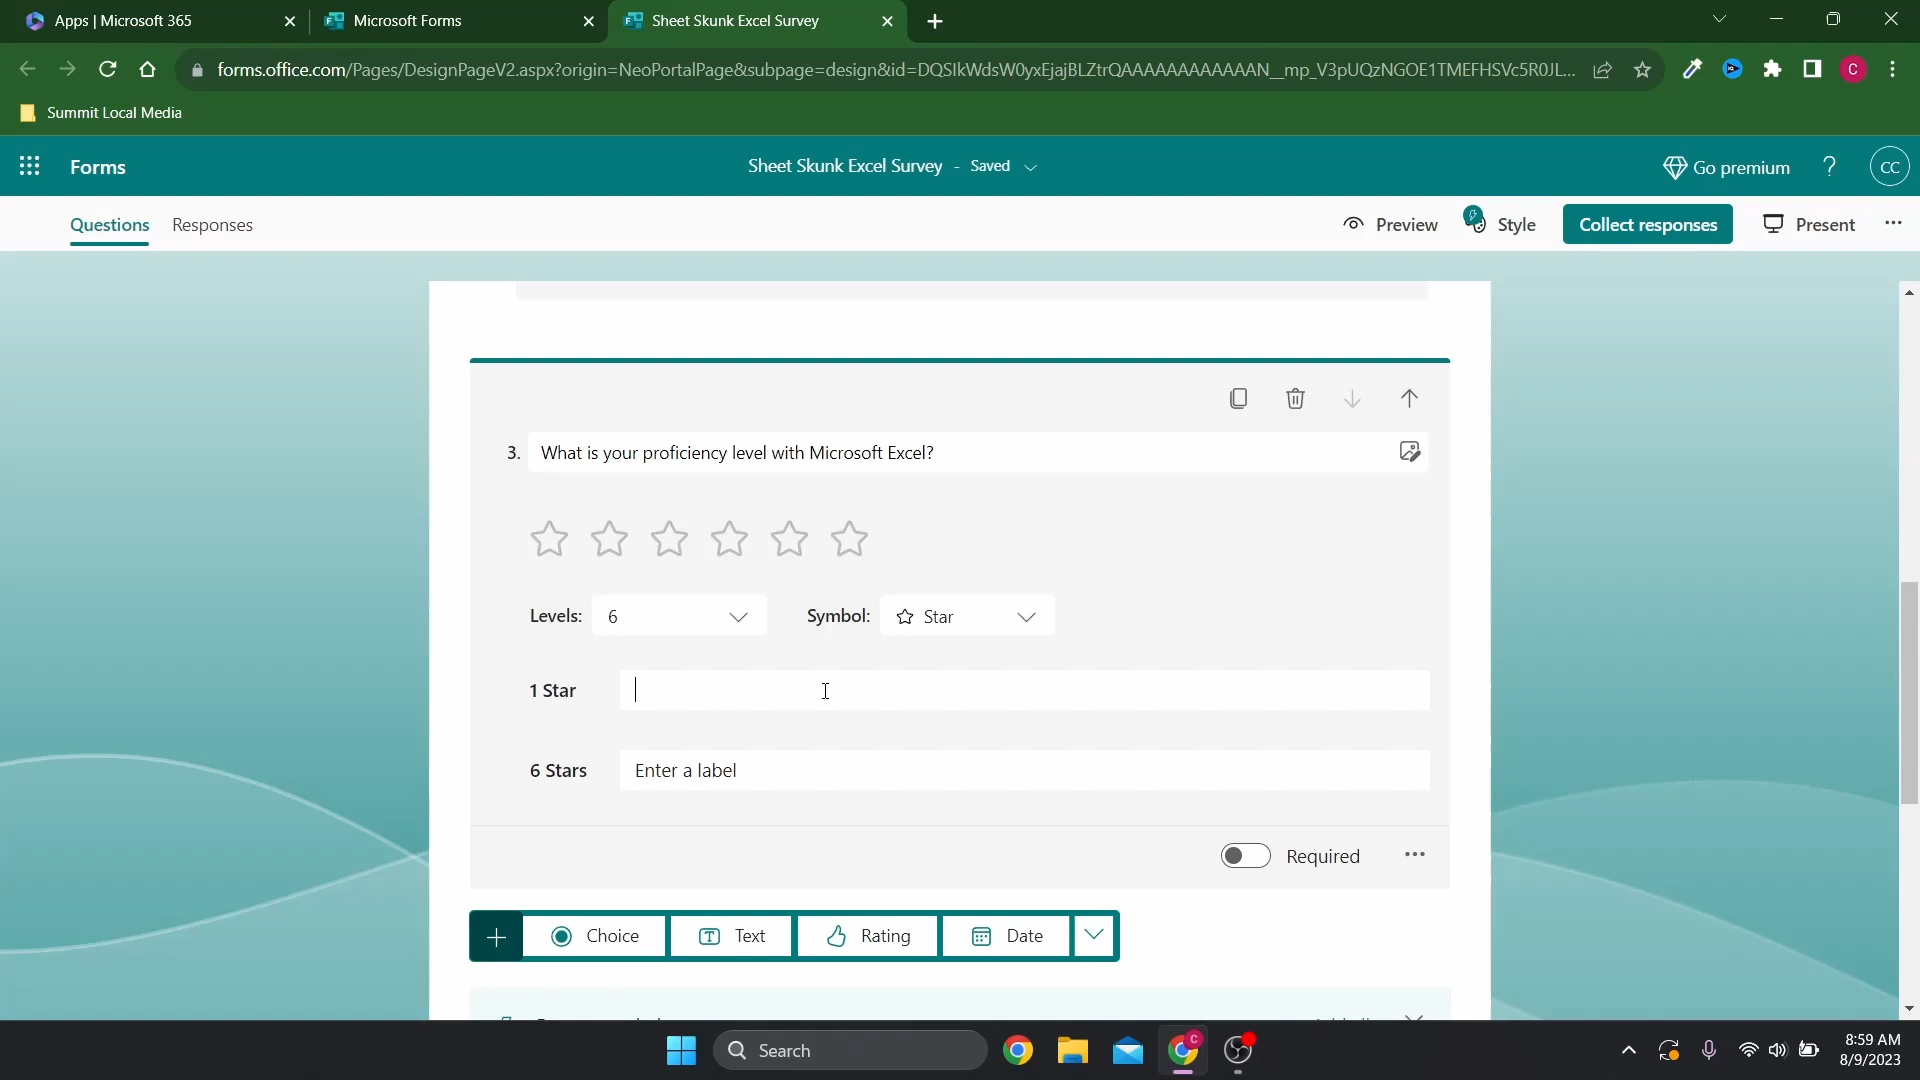 Apps | Microsoft 365
Microsoft Forms
Sheet Skunk Excel Survey
forms.office.com/Pages/DesignPageV2.aspx?origin=NeoPortalPage&subpage=design&id=DQSIkWdsW0yxEjajBLZtrQAAAAAAAAAAAAN__mp_V3pUQzNGOE1TMEFHSVc5R0JL...
C
Summit Local Media
Forms
Sheet Skunk Excel Survey - Saved
Go premium
?
CC
Questions
Responses
Preview
Style
Collect responses
Present
3.
What is your proficiency level with Microsoft Excel?
Levels:
6
Symbol:
Star
1 Star
6 Stars
Enter a label
Required
Choice
Text
Rating
Date
Search
C
8:59 AM
8/9/2023